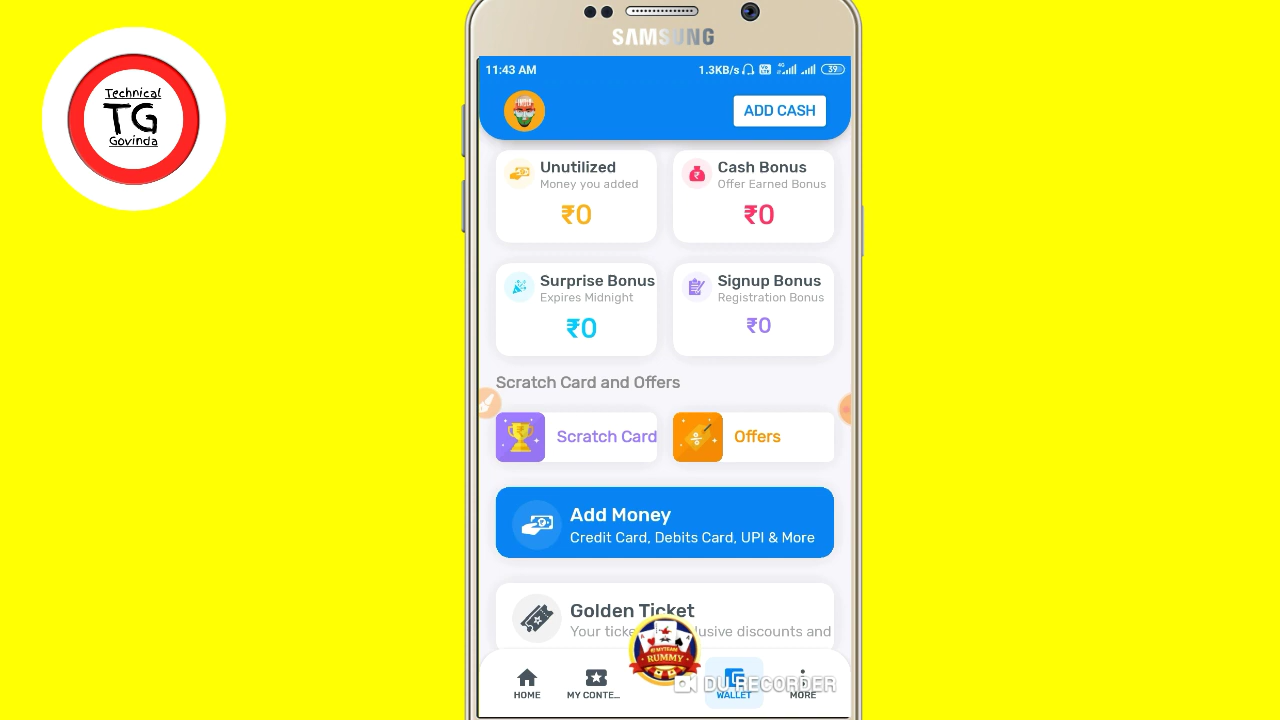 Technical
TG
Govinda
SAMSUNG
11:43 AM
1.3KB/s
4G
39
ADD CASH
Unutilized
Money you added
₹0
Cash Bonus
Offer Earned Bonus
₹0
Surprise Bonus
Expires Midnight
₹0
Signup Bonus
Registration Bonus
₹0
Scratch Card and Offers
Scratch Card
Offers
Add Money
Credit Card, Debits Card, UPI & More
Golden Ticket
Your ticke lusive discounts and
RUMMY
HOME
MY CONTE...
WALLET
MORE
DU RECORDER